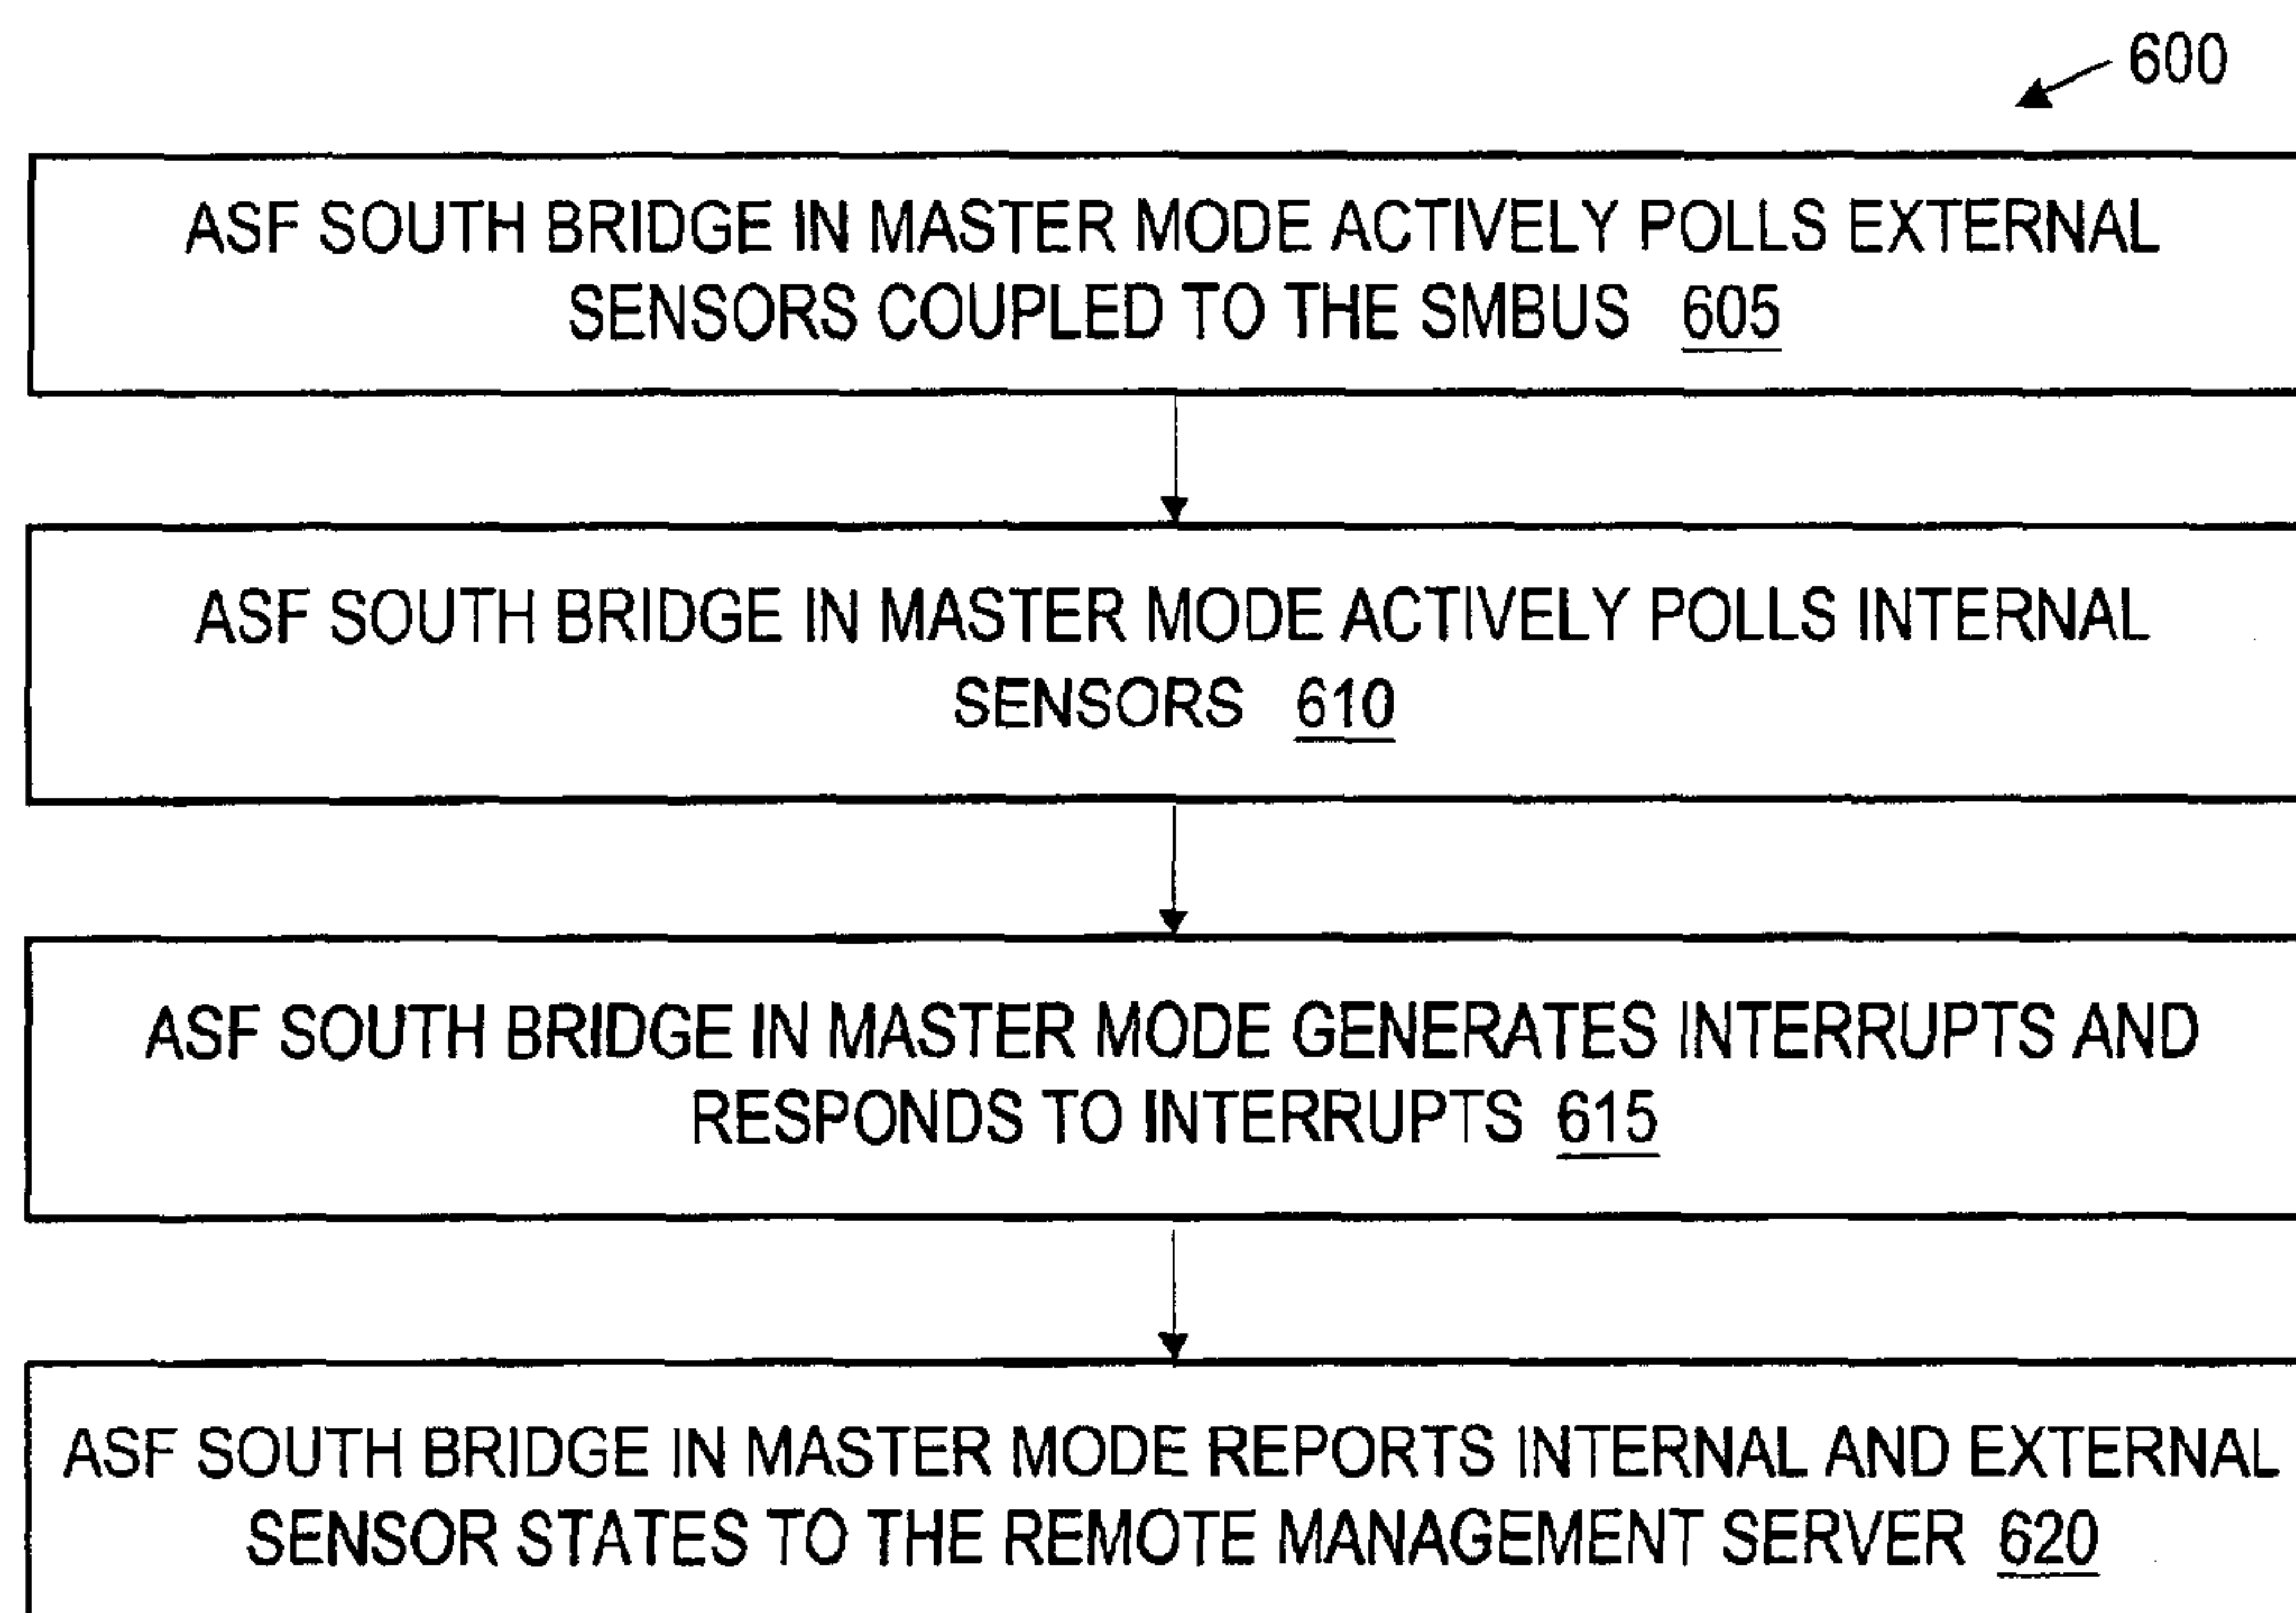 600
ASF SOUTH BRIDGE IN MASTER MODE ACTIVELY POLLS EXTERNAL
SENSORS COUPLED TO THE SMBUS 605
ASF SOUTH BRIDGE IN MASTER MODE ACTIVELY POLLS INTERNAL
SENSORS 610
ASF SOUTH BRIDGE IN MASTER MODE GENERATES INTERRUPTS AND
RESPONDS TO INTERRUPTS 615
ASF SOUTH BRIDGE IN MASTER MODE REPORTS INTERNAL AND EXTERNAL
SENSOR STATES TO THE REMOTE MANAGEMENT SERVER 620